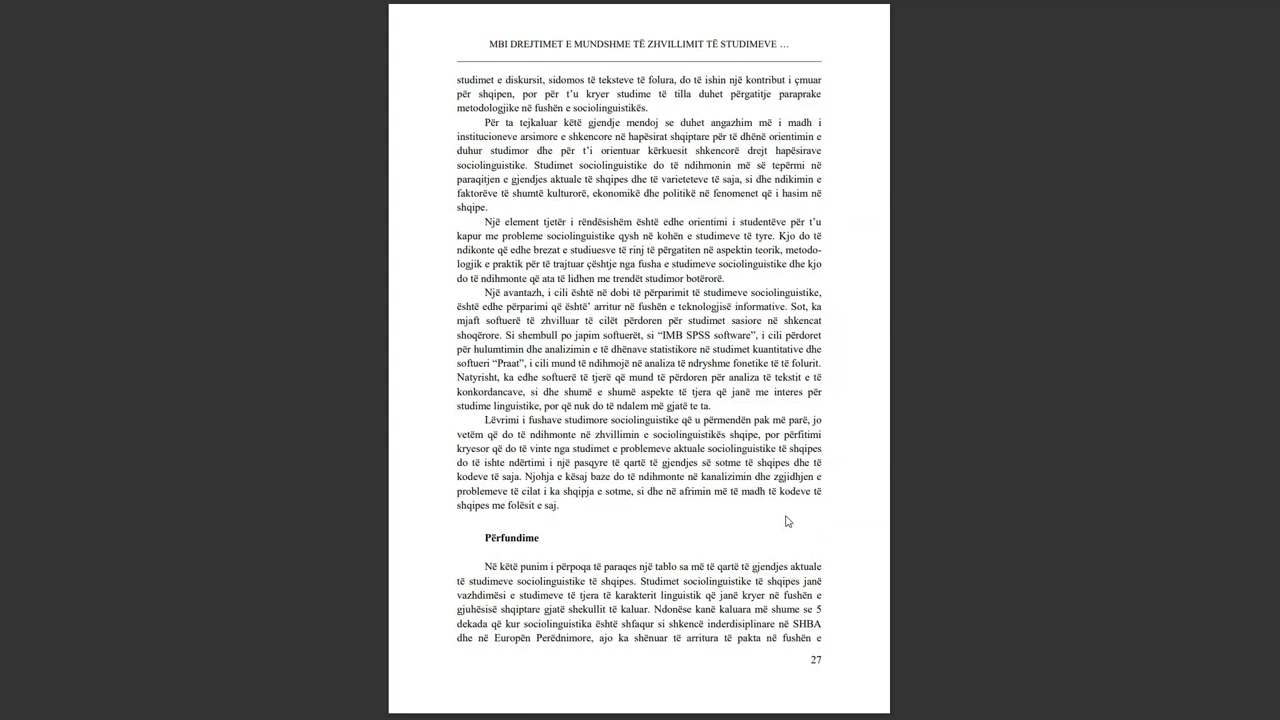 MBI DREJTIMET E MUNDSHME TË ZHVILLIMIT TË STUDIMEVE …
studimet e diskursit, sidomos të teksteve të folura, do të ishin një kontribut i çmuar
për shqipen, por për t’u kryer studime të tilla duhet përgatitje paraprake
metodologjike në fushën e sociolinguistikës.
Për ta tejkaluar këtë gjendje mendoj se duhet angazhim më i madh i
institucioneve arsimore e shkencore në hapësirat shqiptare për të dhënë orientimin e
duhur studimor dhe për t’i orientuar kërkuesit shkencorë drejt hapësirave
sociolinguistike. Studimet sociolinguistike do të ndihmonin më së tepërmi në
paraqitjen e gjendjes aktuale të shqipes dhe të varieteteve të saja, si dhe ndikimin e
faktorëve të shumtë kulturorë, ekonomikë dhe politikë në fenomenet që i hasim në
shqipe.
Një element tjetër i rëndësishëm është edhe orientimi i studentëve për t’u
kapur me probleme sociolinguistike qysh në kohën e studimeve të tyre. Kjo do të
ndikonte që edhe brezat e studiuesve të rinj të përgatiten në aspektin teorik, metodo-
logjik e praktik për të trajtuar çështje nga fusha e studimeve sociolinguistike dhe kjo
do të ndihmonte që ata të lidhen me trendët studimor botërorë.
Një avantazh, i cili është në dobi të përparimit të studimeve sociolinguistike,
është edhe përparimi që është’ arritur në fushën e teknologjisë informative. Sot, ka
mjaft softuerë të zhvilluar të cilët përdoren për studimet sasiore në shkencat
shoqërore. Si shembull po japim softuerët, si “IMB SPSS software”, i cili përdoret
për hulumtimin dhe analizimin e të dhënave statistikore në studimet kuantitative dhe
softueri “Praat”, i cili mund të ndihmojë në analiza të ndryshme fonetike të të folurit.
Natyrisht, ka edhe softuerë të tjerë që mund të përdoren për analiza të tekstit e të
konkordancave, si dhe shumë e shumë aspekte të tjera që janë me interes për
studime linguistike, por që nuk do të ndalem më gjatë te ta.
Lëvrimi i fushave studimore sociolinguistike që u përmendën pak më parë, jo
vetëm që do të ndihmonte në zhvillimin e sociolinguistikës shqipe, por përfitimi
kryesor që do të vinte nga studimet e problemeve aktuale sociolinguistike të shqipes
do të ishte ndërtimi i një pasqyre të qartë të gjendjes së sotme të shqipes dhe të
kodeve të saja. Njohja e kësaj baze do të ndihmonte në kanalizimin dhe zgjidhjen e
problemeve të cilat i ka shqipja e sotme, si dhe në afrimin më të madh të kodeve të
shqipes me folësit e saj.
Përfundime
Në këtë punim i përpoqa të paraqes një tablo sa më të qartë të gjendjes aktuale
të studimeve sociolinguistike të shqipes. Studimet sociolinguistike të shqipes janë
vazhdimësi e studimeve të tjera të karakterit linguistik që janë kryer në fushën e
gjuhësisë shqiptare gjatë shekullit të kaluar. Ndonëse kanë kaluara më shume se 5
dekada që kur sociolinguistika është shfaqur si shkencë inderdisiplinare në SHBA
dhe në Europën Perëdnimore, ajo ka shënuar të arritura të pakta në fushën e
27